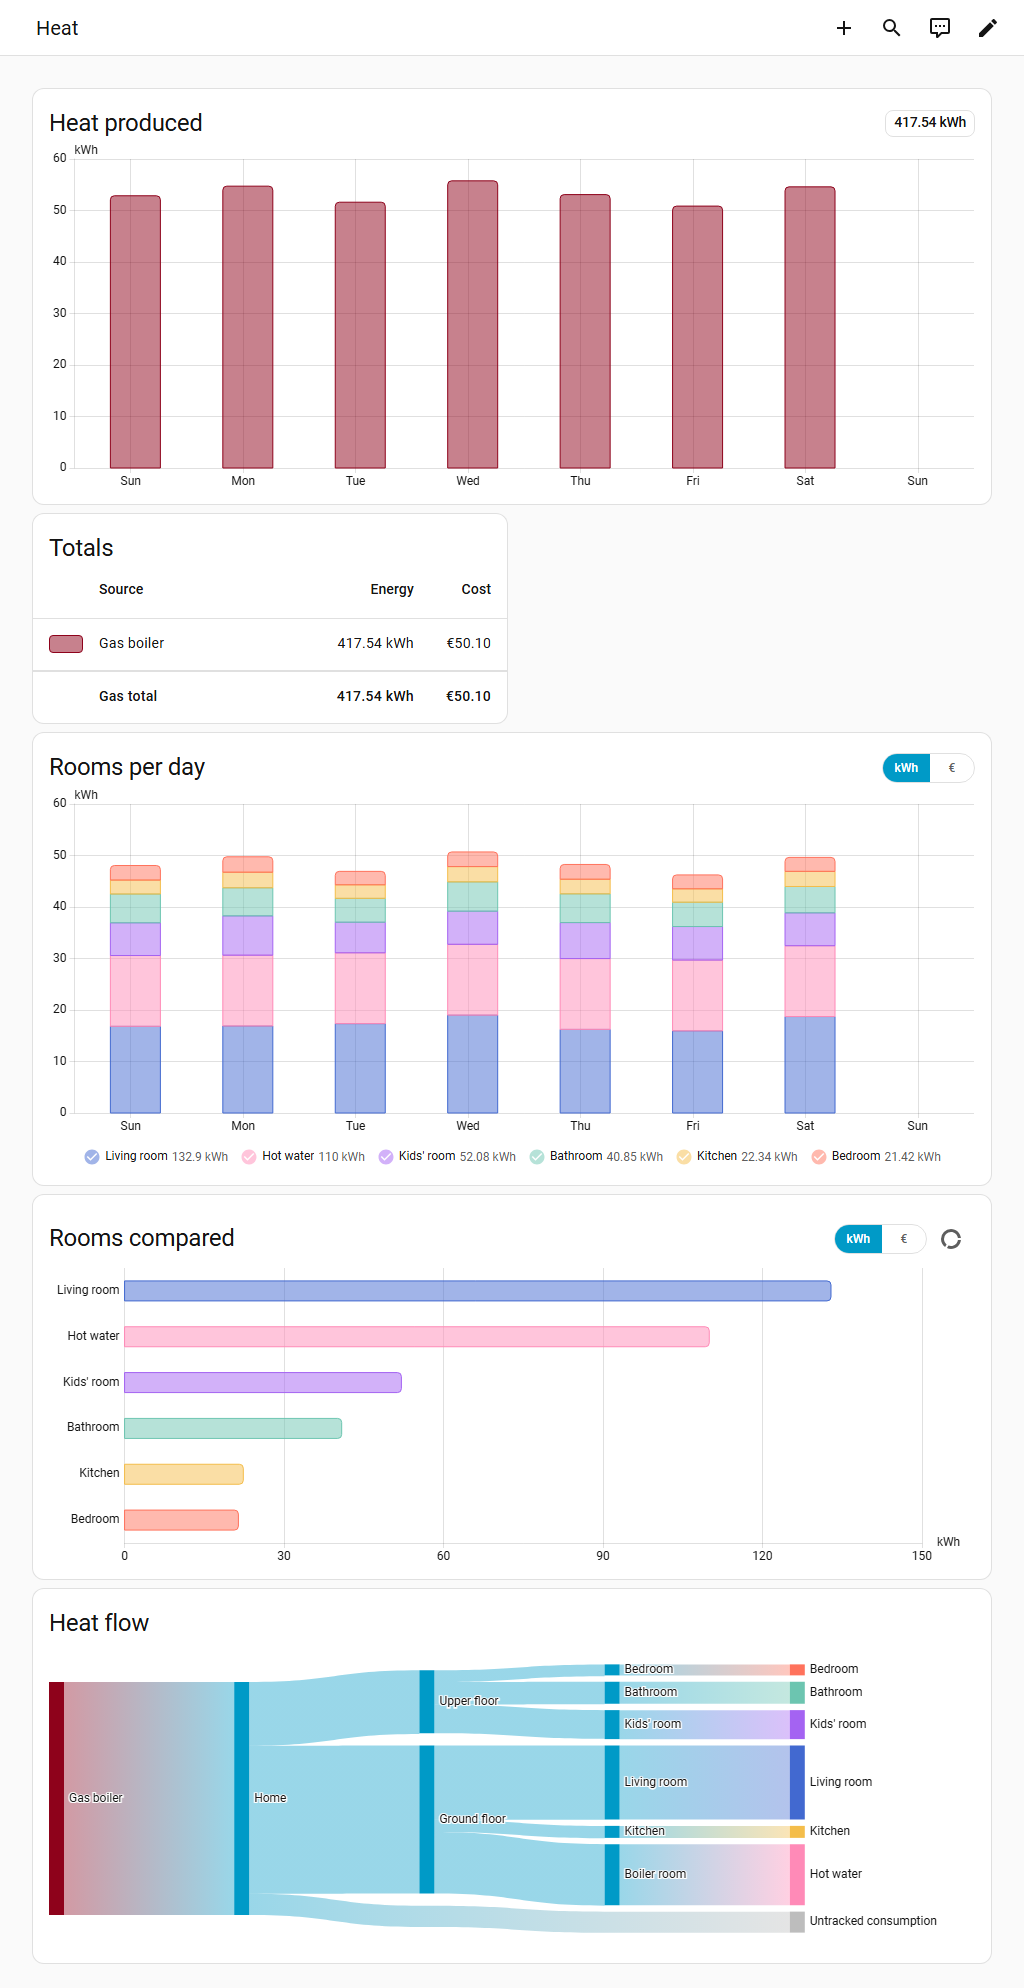 Heat
Heat produced
417.54 kWh
kWh
60
50
40
30
20
10
0
Sun Mon Tue Wed Thu Fri Sat Sun
Totals
Source Energy Cost
Gas boiler 417.54 kWh €50.10
Gas total 417.54 kWh €50.10
Rooms per day
kWh €
kWh
60
50
40
30
20
10
0
Sun Mon Tue Wed Thu Fri Sat Sun
Living room 132.9 kWh Hot water 110 kWh Kids' room 52.08 kWh Bathroom 40.85 kWh Kitchen 22.34 kWh Bedroom 21.42 kWh
Rooms compared
kWh €
Living room
Hot water
Kids' room
Bathroom
Kitchen
Bedroom
kWh
0 30 60 90 120 150
Heat flow
Bedroom Bedroom
Bathroom Bathroom
Upper floor
Kids' room Kids' room
Living room Living room
Gas boiler Home
Ground floor
Kitchen Kitchen
Boiler room Hot water
Untracked consumption